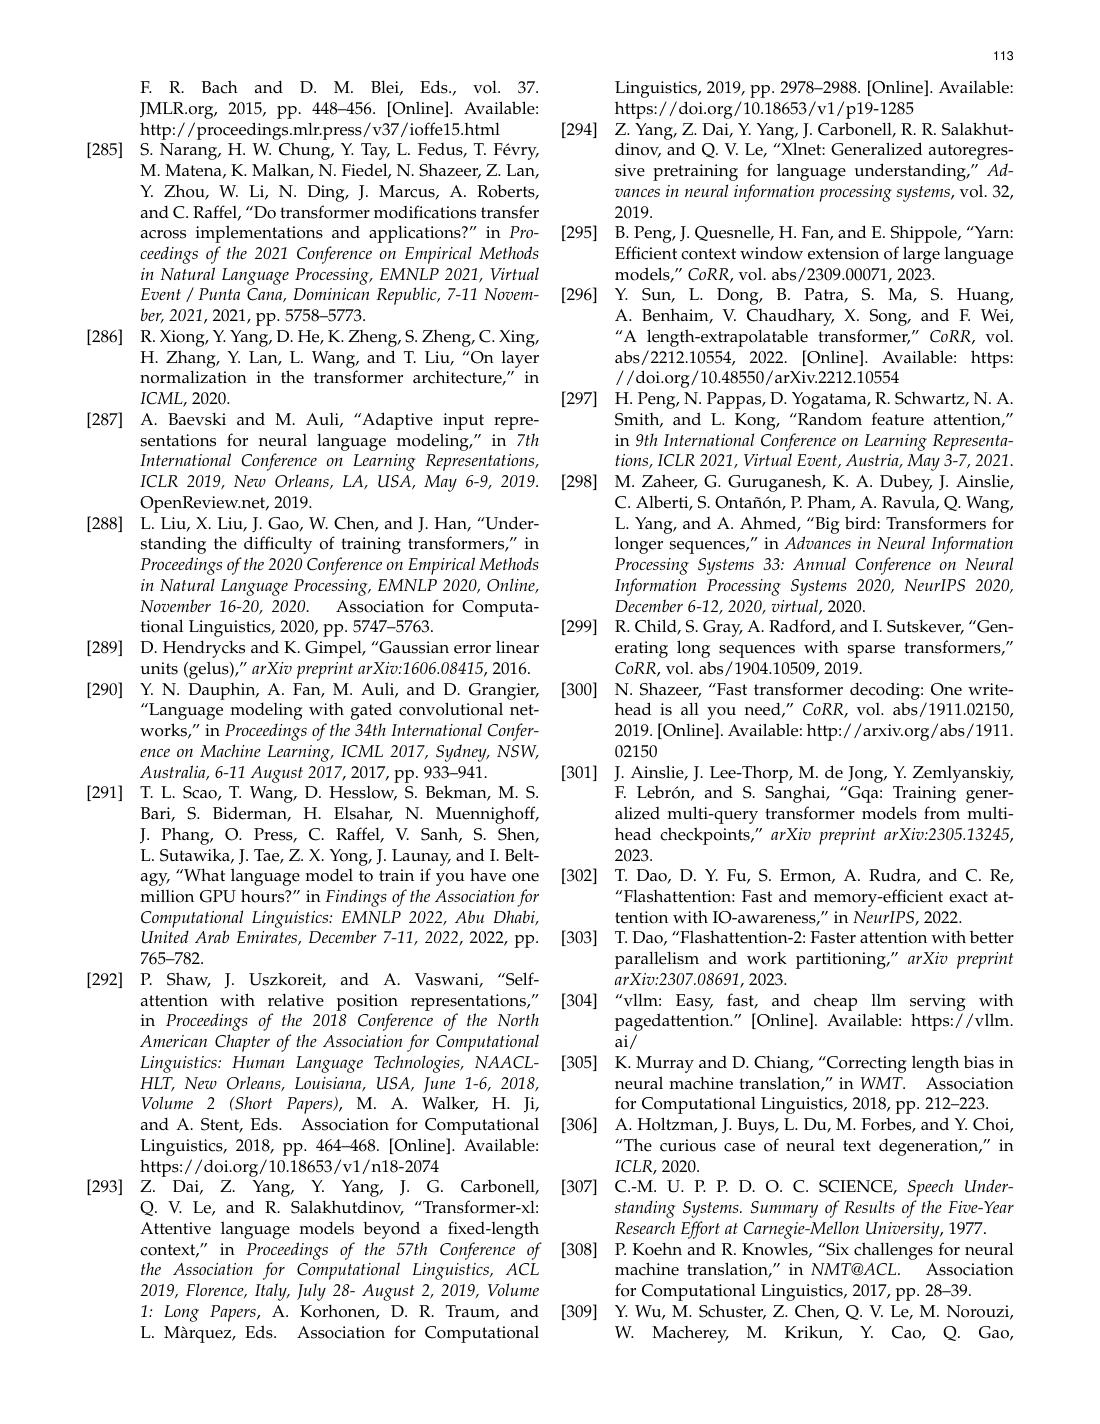 113
F. R. Bach and D. M. Blei, Eds., vol. 37.
JMLR.org, 2015, pp. 448–456. [Online]. Available:
http://proceedings.mlr.press/v37/ioffe15.html
[285] S. Narang, H. W. Chung, Y. Tay, L. Fedus, T. Févry,
M. Matena, K. Malkan, N. Fiedel, N. Shazeer, Z. Lan,
Y. Zhou, W. Li, N. Ding, J. Marcus, A. Roberts,
and C. Raffel, “Do transformer modifications transfer
across implementations and applications?” in Pro-
ceedings of the 2021 Conference on Empirical Methods
in Natural Language Processing, EMNLP 2021, Virtual
Event / Punta Cana, Dominican Republic, 7-11 Novem-
ber, 2021, 2021, pp. 5758–5773.
[286] R. Xiong, Y. Yang, D. He, K. Zheng, S. Zheng, C. Xing,
H. Zhang, Y. Lan, L. Wang, and T. Liu, “On layer
normalization in the transformer architecture,” in
ICML, 2020.
[287] A. Baevski and M. Auli, “Adaptive input repre-
sentations for neural language modeling,” in 7th
International Conference on Learning Representations,
ICLR 2019, New Orleans, LA, USA, May 6-9, 2019.
OpenReview.net, 2019.
[288] L. Liu, X. Liu, J. Gao, W. Chen, and J. Han, “Under-
standing the difficulty of training transformers,” in
Proceedings of the 2020 Conference on Empirical Methods
in Natural Language Processing, EMNLP 2020, Online,
November 16-20, 2020. Association for Computa-
tional Linguistics, 2020, pp. 5747–5763.
[289] D. Hendrycks and K. Gimpel, “Gaussian error linear
units (gelus),” arXiv preprint arXiv:1606.08415, 2016.
[290] Y. N. Dauphin, A. Fan, M. Auli, and D. Grangier,
“Language modeling with gated convolutional net-
works,” in Proceedings of the 34th International Confer-
ence on Machine Learning, ICML 2017, Sydney, NSW,
Australia, 6-11 August 2017, 2017, pp. 933–941.
[291] T. L. Scao, T. Wang, D. Hesslow, S. Bekman, M. S.
Bari, S. Biderman, H. Elsahar, N. Muennighoff,
J. Phang, O. Press, C. Raffel, V. Sanh, S. Shen,
L. Sutawika, J. Tae, Z. X. Yong, J. Launay, and I. Belt-
agy, “What language model to train if you have one
million GPU hours?” in Findings of the Association for
Computational Linguistics: EMNLP 2022, Abu Dhabi,
United Arab Emirates, December 7-11, 2022, 2022, pp.
765–782.
[292] P. Shaw, J. Uszkoreit, and A. Vaswani, “Self-
attention with relative position representations,”
in Proceedings of the 2018 Conference of the North
American Chapter of the Association for Computational
Linguistics: Human Language Technologies, NAACL-
HLT, New Orleans, Louisiana, USA, June 1-6, 2018,
Volume 2 (Short Papers), M. A. Walker, H. Ji,
and A. Stent, Eds. Association for Computational
Linguistics, 2018, pp. 464–468. [Online]. Available:
https://doi.org/10.18653/v1/n18-2074
[293] Z. Dai, Z. Yang, Y. Yang, J. G. Carbonell,
Q. V. Le, and R. Salakhutdinov, “Transformer-xl:
Attentive language models beyond a fixed-length
context,” in Proceedings of the 57th Conference of
the Association for Computational Linguistics, ACL
2019, Florence, Italy, July 28- August 2, 2019, Volume
1: Long Papers, A. Korhonen, D. R. Traum, and
L. Màrquez, Eds. Association for Computational
Linguistics, 2019, pp. 2978–2988. [Online]. Available:
https://doi.org/10.18653/v1/p19-1285
[294] Z. Yang, Z. Dai, Y. Yang, J. Carbonell, R. R. Salakhut-
dinov, and Q. V. Le, “Xlnet: Generalized autoregres-
sive pretraining for language understanding,” Ad-
vances in neural information processing systems, vol. 32,
2019.
[295] B. Peng, J. Quesnelle, H. Fan, and E. Shippole, “Yarn:
Efficient context window extension of large language
models,” CoRR, vol. abs/2309.00071, 2023.
[296] Y. Sun, L. Dong, B. Patra, S. Ma, S. Huang,
A. Benhaim, V. Chaudhary, X. Song, and F. Wei,
“A length-extrapolatable transformer,” CoRR, vol.
abs/2212.10554, 2022. [Online]. Available: https:
//doi.org/10.48550/arXiv.2212.10554
[297] H. Peng, N. Pappas, D. Yogatama, R. Schwartz, N. A.
Smith, and L. Kong, “Random feature attention,”
in 9th International Conference on Learning Representa-
tions, ICLR 2021, Virtual Event, Austria, May 3-7, 2021.
[298] M. Zaheer, G. Guruganesh, K. A. Dubey, J. Ainslie,
C. Alberti, S. Ontañón, P. Pham, A. Ravula, Q. Wang,
L. Yang, and A. Ahmed, “Big bird: Transformers for
longer sequences,” in Advances in Neural Information
Processing Systems 33: Annual Conference on Neural
Information Processing Systems 2020, NeurIPS 2020,
December 6-12, 2020, virtual, 2020.
[299] R. Child, S. Gray, A. Radford, and I. Sutskever, “Gen-
erating long sequences with sparse transformers,”
CoRR, vol. abs/1904.10509, 2019.
[300] N. Shazeer, “Fast transformer decoding: One write-
head is all you need,” CoRR, vol. abs/1911.02150,
2019. [Online]. Available: http://arxiv.org/abs/1911.
02150
[301] J. Ainslie, J. Lee-Thorp, M. de Jong, Y. Zemlyanskiy,
F. Lebrón, and S. Sanghai, “Gqa: Training gener-
alized multi-query transformer models from multi-
head checkpoints,” arXiv preprint arXiv:2305.13245,
2023.
[302] T. Dao, D. Y. Fu, S. Ermon, A. Rudra, and C. Re,
“Flashattention: Fast and memory-efficient exact at-
tention with IO-awareness,” in NeurIPS, 2022.
[303] T. Dao, “Flashattention-2: Faster attention with better
parallelism and work partitioning,” arXiv preprint
arXiv:2307.08691, 2023.
[304] “vllm: Easy, fast, and cheap llm serving with
pagedattention.” [Online]. Available: https://vllm.
ai/
[305] K. Murray and D. Chiang, “Correcting length bias in
neural machine translation,” in WMT. Association
for Computational Linguistics, 2018, pp. 212–223.
[306] A. Holtzman, J. Buys, L. Du, M. Forbes, and Y. Choi,
“The curious case of neural text degeneration,” in
ICLR, 2020.
[307] C.-M. U. P. P. D. O. C. SCIENCE, Speech Under-
standing Systems. Summary of Results of the Five-Year
Research Effort at Carnegie-Mellon University, 1977.
[308] P. Koehn and R. Knowles, “Six challenges for neural
machine translation,” in NMT@ACL. Association
for Computational Linguistics, 2017, pp. 28–39.
[309] Y. Wu, M. Schuster, Z. Chen, Q. V. Le, M. Norouzi,
W. Macherey, M. Krikun, Y. Cao, Q. Gao,